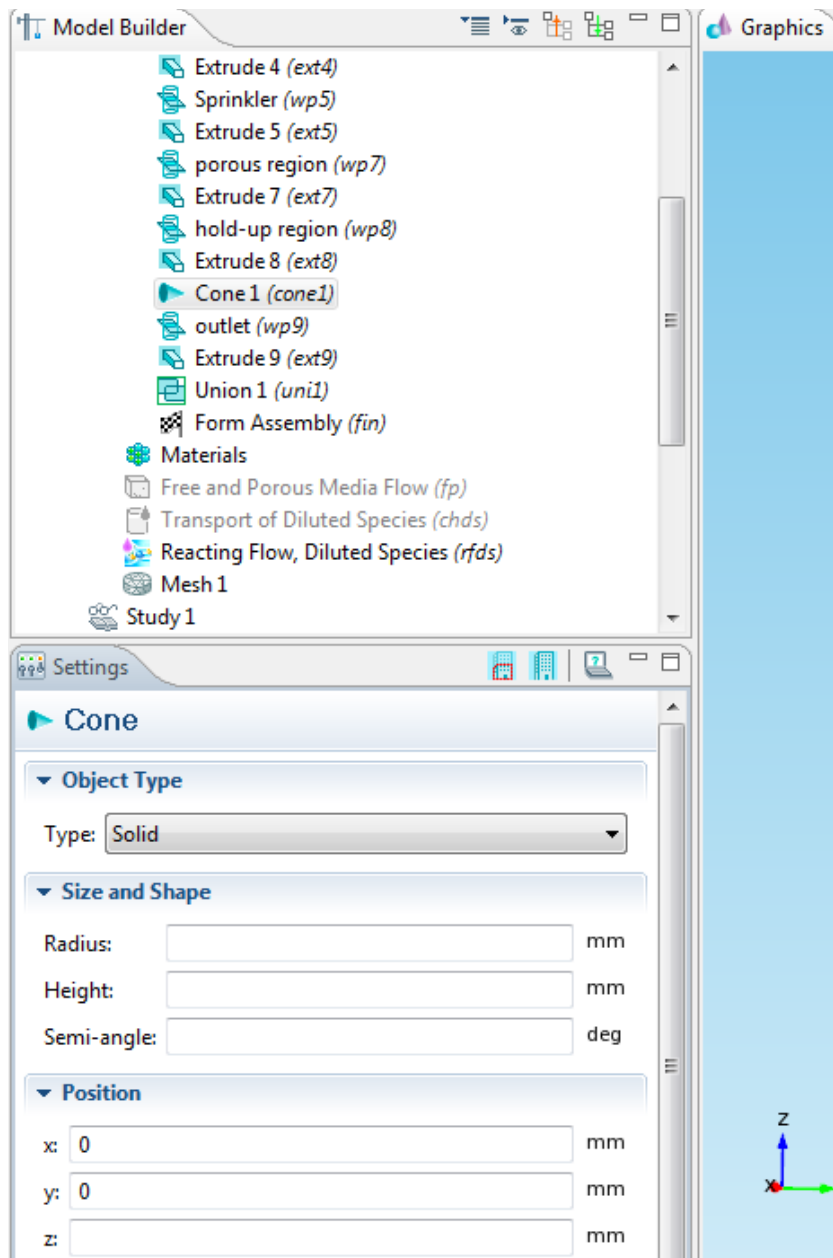 Model Builder
Graphics
Extrude 4 (ext4)
Sprinkler (wp5)
Extrude 5 (ext5)
porous region (wp7)
Extrude 7 (ext7)
hold-up region (wp8)
Extrude 8 (ext8)
Cone 1 (cone1)
outlet (wp9)
Extrude 9 (ext9)
Union 1 (uni1)
Form Assembly (fin)
Materials
Free and Porous Media Flow (fp)
Transport of Diluted Species (chds)
Reacting Flow, Diluted Species (rfds)
Mesh 1
Study 1
Settings
Cone
Object Type
Type: Solid
Size and Shape
Radius: mm
Height: mm
Semi-angle: deg
Position
x: 0 mm
y: 0 mm
z: mm
z
x